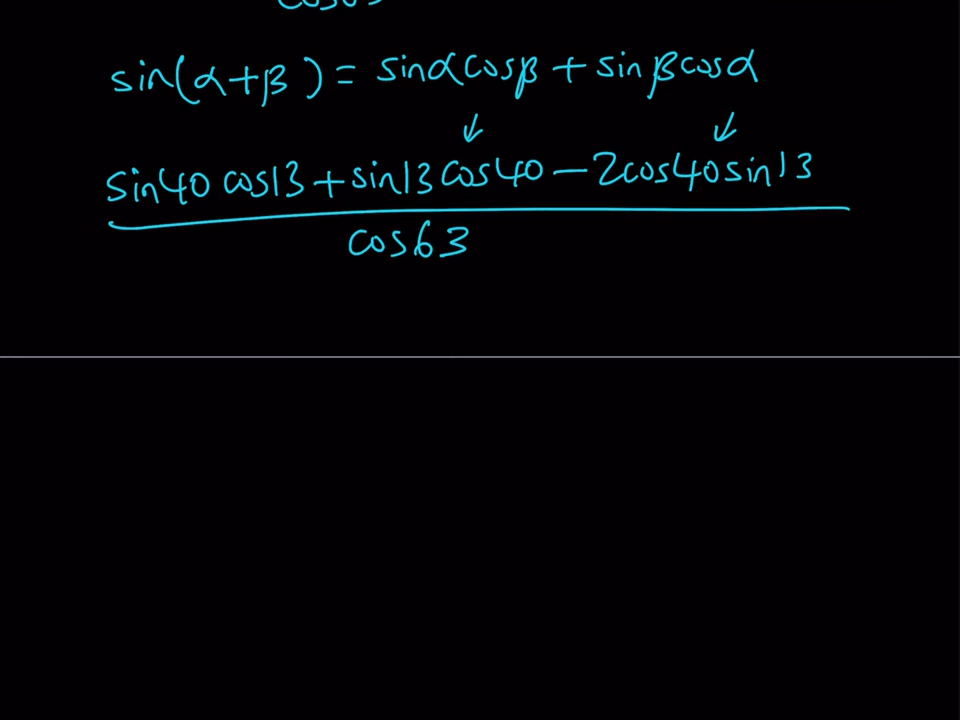 sin(α+β) = sinα cosβ + sinβ cosα
sin40 cos13 + sin13 cos40 − 2cos40 sin13
cos63